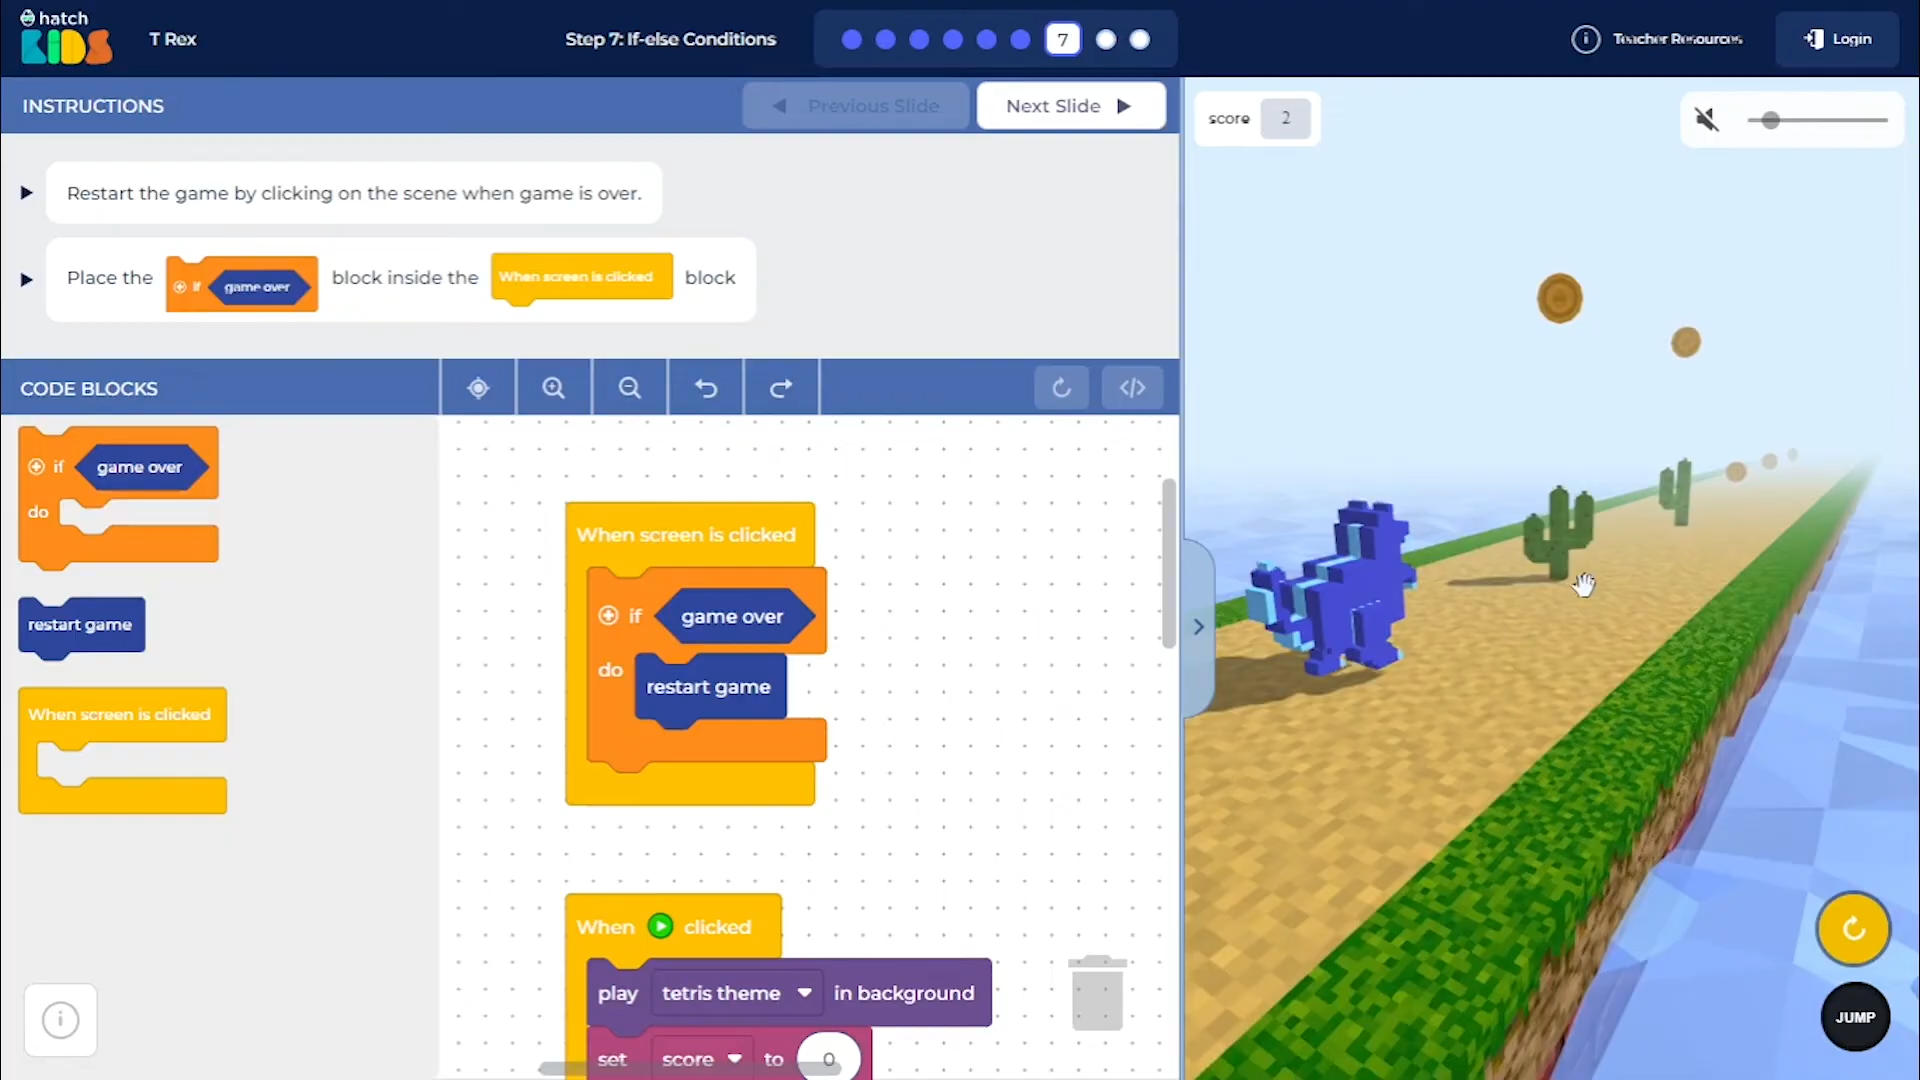 hatch
KIDS
T Rex
Step 7: If-else Conditions
7
Teacher Resources
Login
INSTRUCTIONS
Previous Slide
Next Slide
score 2
Restart the game by clicking on the scene when game is over.
Place the if game over block inside the When screen is clicked block
CODE BLOCKS
if game over
do
restart game
When screen is clicked
When screen is clicked
if game over
do restart game
When clicked
play tetris theme in background
set score to 0
JUMP